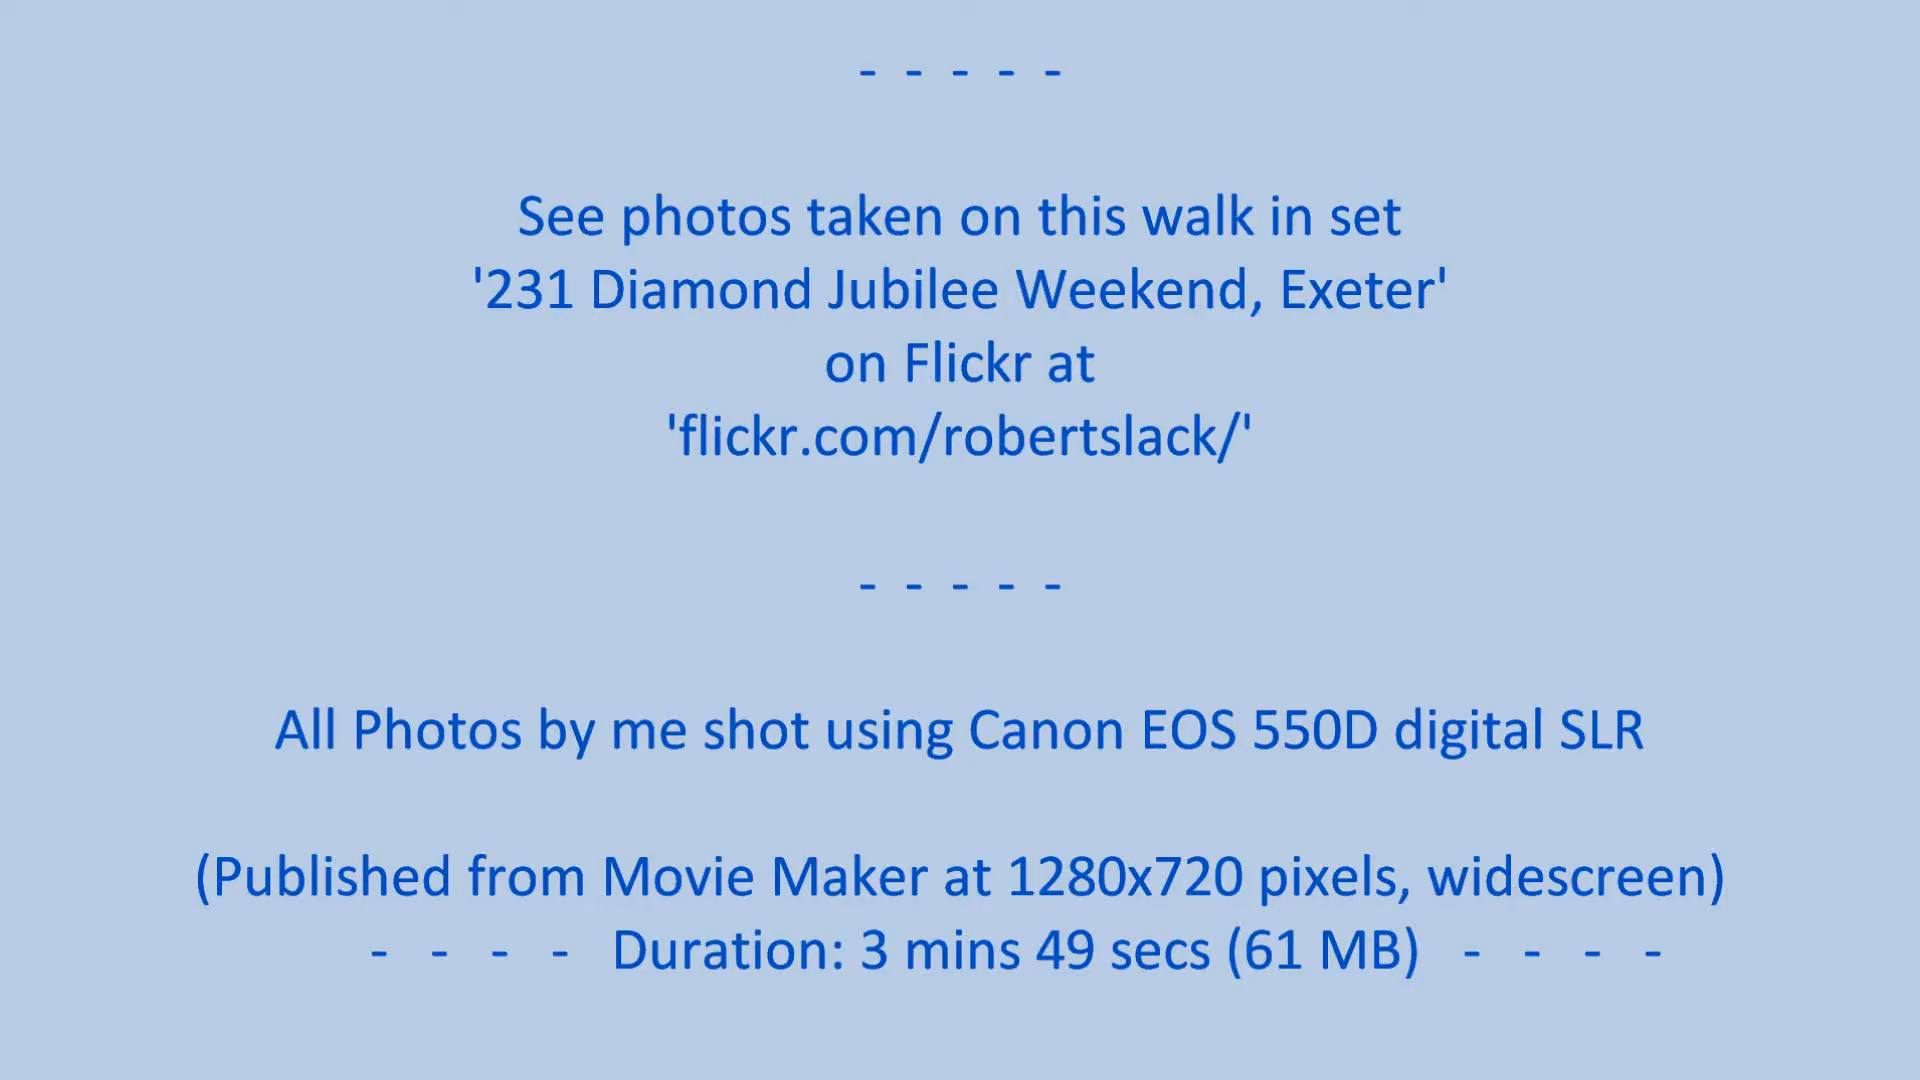 - - - - -
See photos taken on this walk in set
'231 Diamond Jubilee Weekend, Exeter'
on Flickr at
'flickr.com/robertslack/'
- - - - -
All Photos by me shot using Canon EOS 550D digital SLR
(Published from Movie Maker at 1280x720 pixels, widescreen)
- - - - Duration: 3 mins 49 secs (61 MB) - - - -